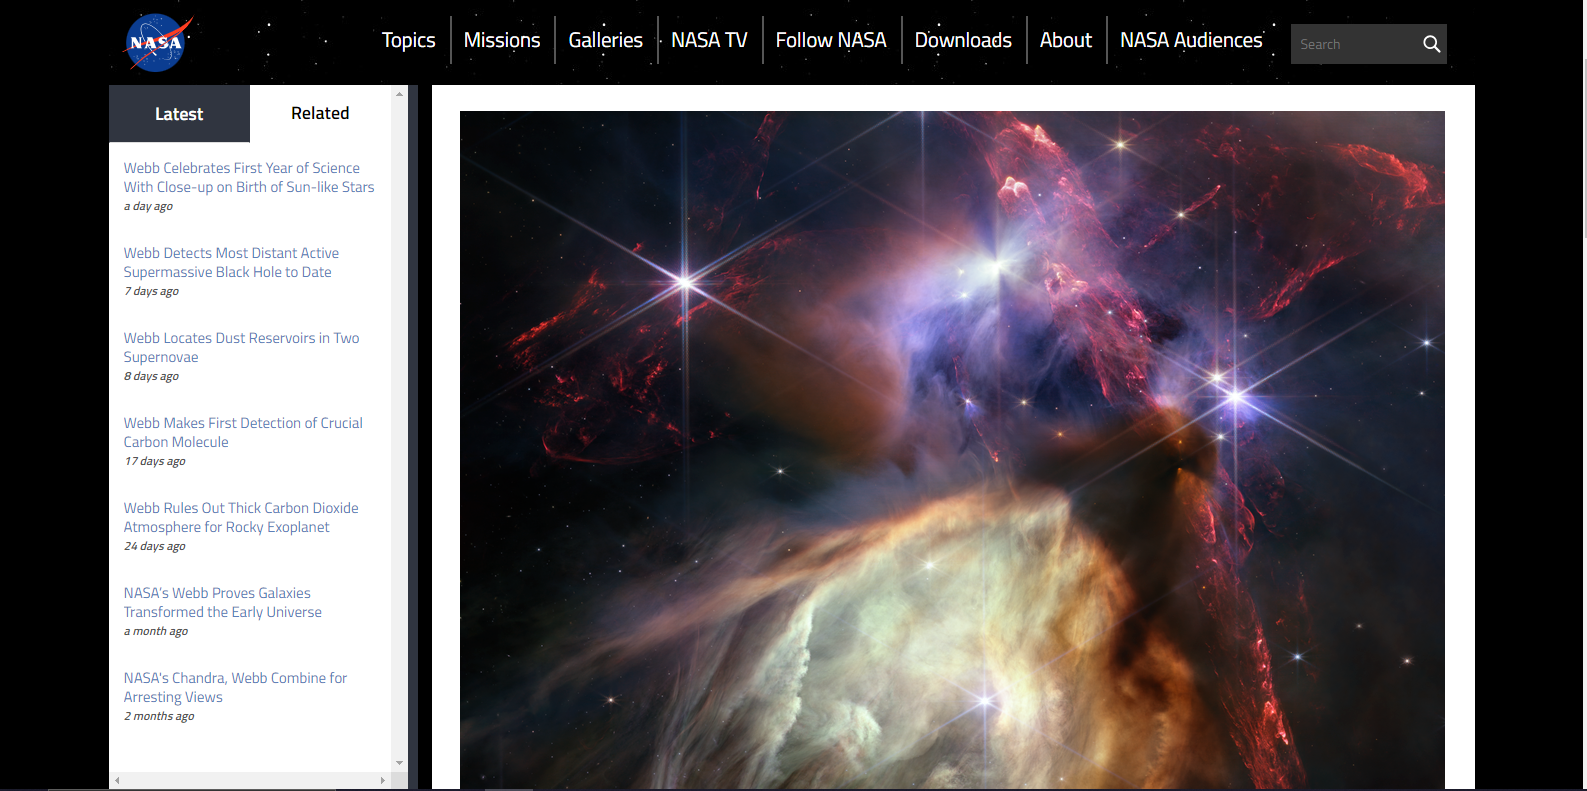 NASA
Topics
Missions
Galleries
NASA TV
Follow NASA
Downloads
About
NASA Audiences
Search
Latest
Related
Webb Celebrates First Year of Science
With Close-up on Birth of Sun-like Stars
a day ago
Webb Detects Most Distant Active
Supermassive Black Hole to Date
7 days ago
Webb Locates Dust Reservoirs in Two
Supernovae
8 days ago
Webb Makes First Detection of Crucial
Carbon Molecule
17 days ago
Webb Rules Out Thick Carbon Dioxide
Atmosphere for Rocky Exoplanet
24 days ago
NASA's Webb Proves Galaxies
Transformed the Early Universe
a month ago
NASA's Chandra, Webb Combine for
Arresting Views
2 months ago